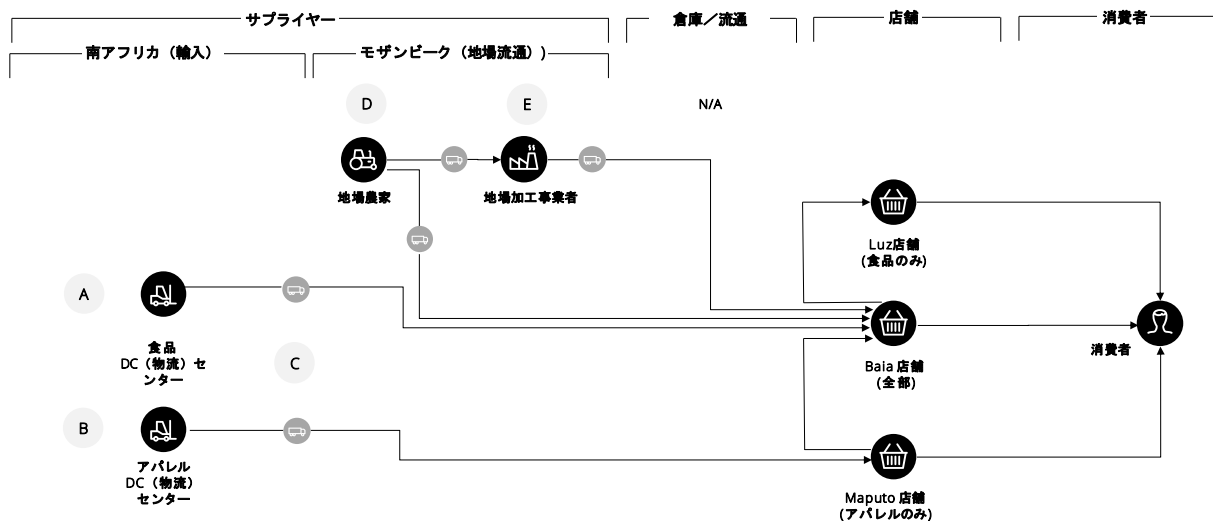 サプライヤー
倉庫／流通
店舗
消費者
南アフリカ（輸入）
モザンビーク（地場流通）)
D
E
N/A
地場農家
地場加工事業者
Luz店舗
(食品のみ)
A
食品
DC（物流）セ
ンター
C
Baia 店舗
(全部)
消費者
B
アパレル
DC（物流）
センター
Maputo 店舗
(アパレルのみ)